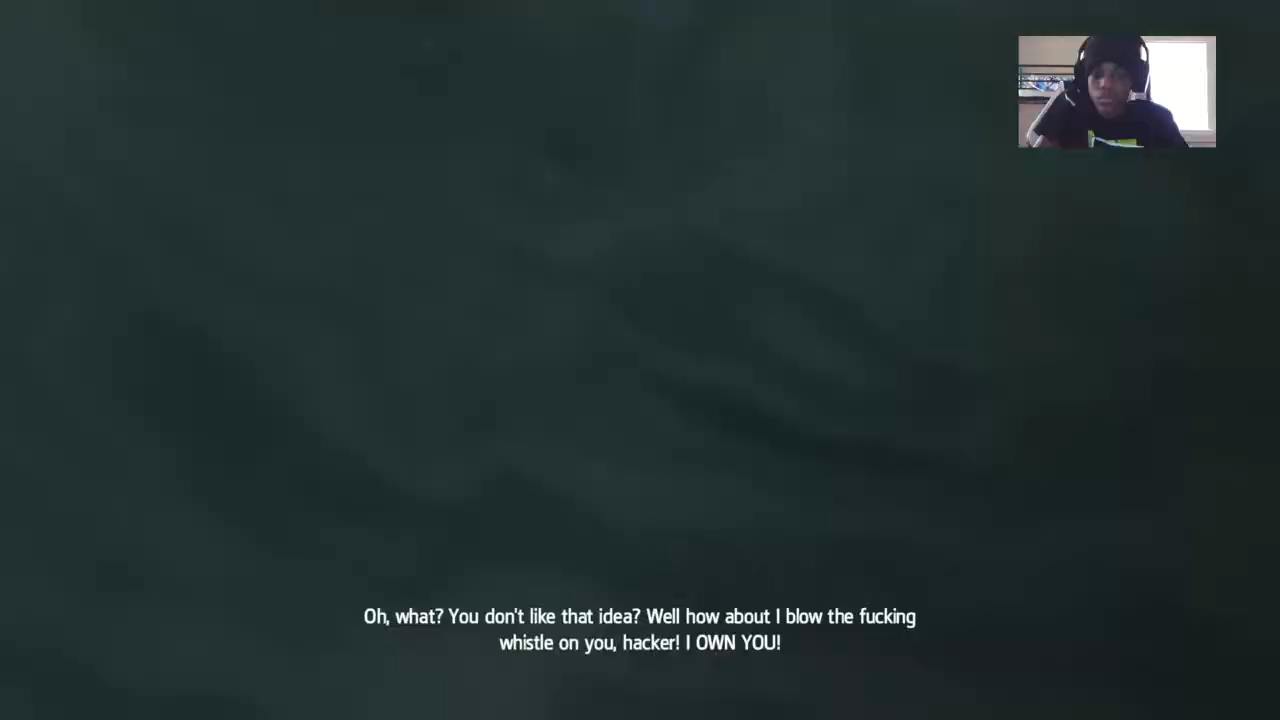 Oh, what? You don't like that idea? Well how about I blow the fucking
whistle on you, hacker! I OWN YOU!